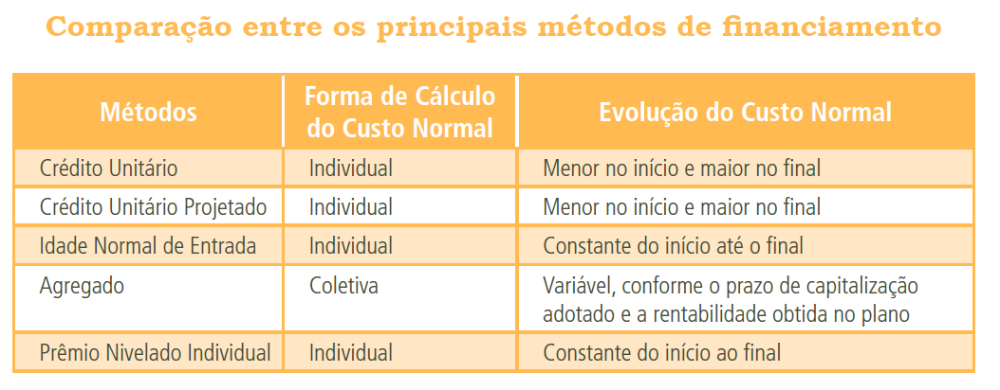 Comparação entre os principais métodos de financiamento
Métodos
Forma de Cálculo
do Custo Normal
Evolução do Custo Normal
Crédito Unitário
Individual
Menor no início e maior no final
Crédito Unitário Projetado
Individual
Menor no início e maior no final
Idade Normal de Entrada
Individual
Constante do início até o final
Agregado
Coletiva
Variável, conforme o prazo de capitalização
adotado e a rentabilidade obtida no plano
Prêmio Nivelado Individual
Individual
Constante do início ao final